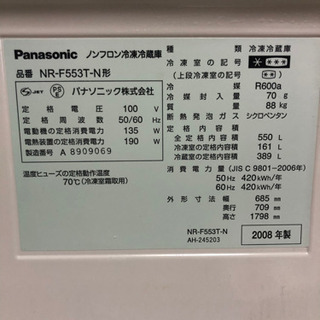 Panasonic ノンフロン冷凍冷蔵庫
品番 NR-F553T-N形
JET PSE パナソニック株式会社
定格電圧 100 V
定格周波数 50/60 Hz
電動機の定格消費電力 135 W
電熱装置の定格消費電力 190 W
製造番号 A 8909069
温度ヒューズの定格動作温度
70℃(冷凍室霜取用)
種類 冷凍冷蔵庫
冷凍室の記号
(上段冷凍室の記号)
冷媒 R600a
冷媒封入量 70 g
質量 88 kg
断熱発泡ガス シクロペンタン
定格内容積
全定格内容積 550 L
冷凍室の定格内容積 161 L
冷蔵室の定格内容積 389 L
消費電力量(JIS C 9801-2006年)
50Hz 420 kWh/年
60Hz 420 kWh/年
外形寸法 幅 685 mm
奥行 709 mm
高さ 1798 mm
NR-F553T-N
AH-245203
2008 年製